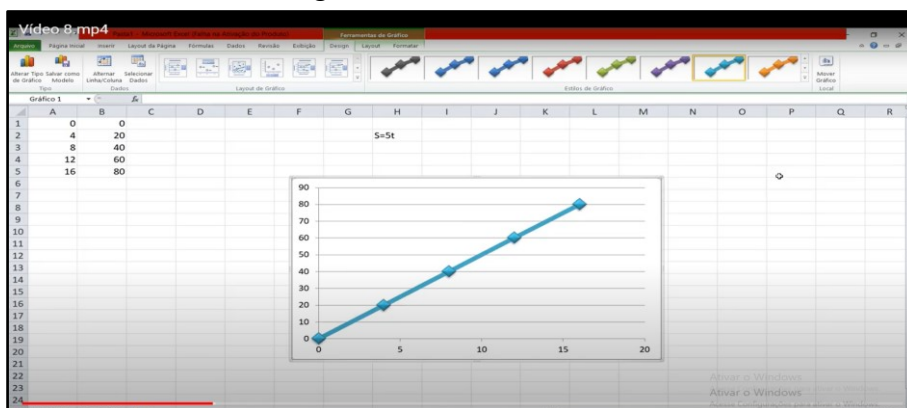 Vídeo 8.mp4
Ferramentas de Gráfico
Arquivo Página Inicial Inserir Layout da Página Fórmulas Dados Revisão Exibição Design Layout Formatar
Alterar Tipo de Gráfico
Salvar como Modelo
Alternar Linha/Coluna
Selecionar Dados
Mover Gráfico
Tipo Dados Layout de Gráfico Estilos de Gráfico Local
Gráfico 1 fx
A B C D E F G H I J K L M N O P Q R
1 0 0
2 4 20 S=5t
3 8 40
4 12 60
5 16 80
6
7
8
9
10
11
12
13
14
15
16
17
18
19
20
21
22
23
24
90
80
70
60
50
40
30
20
10
0
0 5 10 15 20
Ativar o Windows
Ativar o Windows